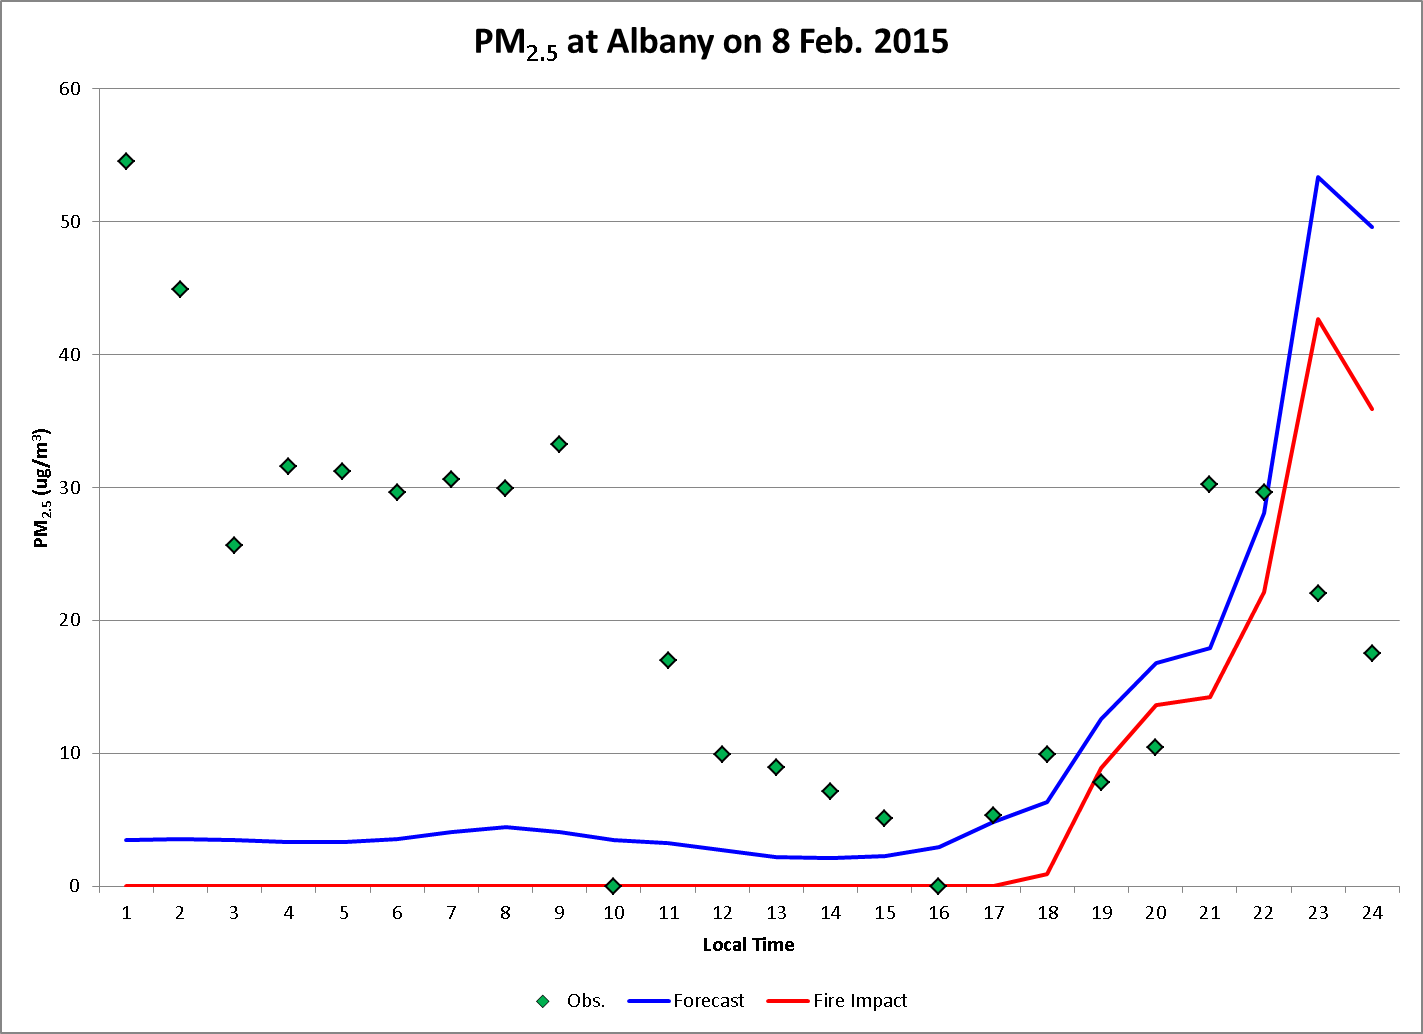 PM2.5 at Albany on 8 Feb. 2015
60
50
40
30
20
10
0
PM2.5 (ug/m3)
1 2 3 4 5 6 7 8 9 10 11 12 13 14 15 16 17 18 19 20 21 22 23 24
Local Time
Obs. Forecast Fire Impact